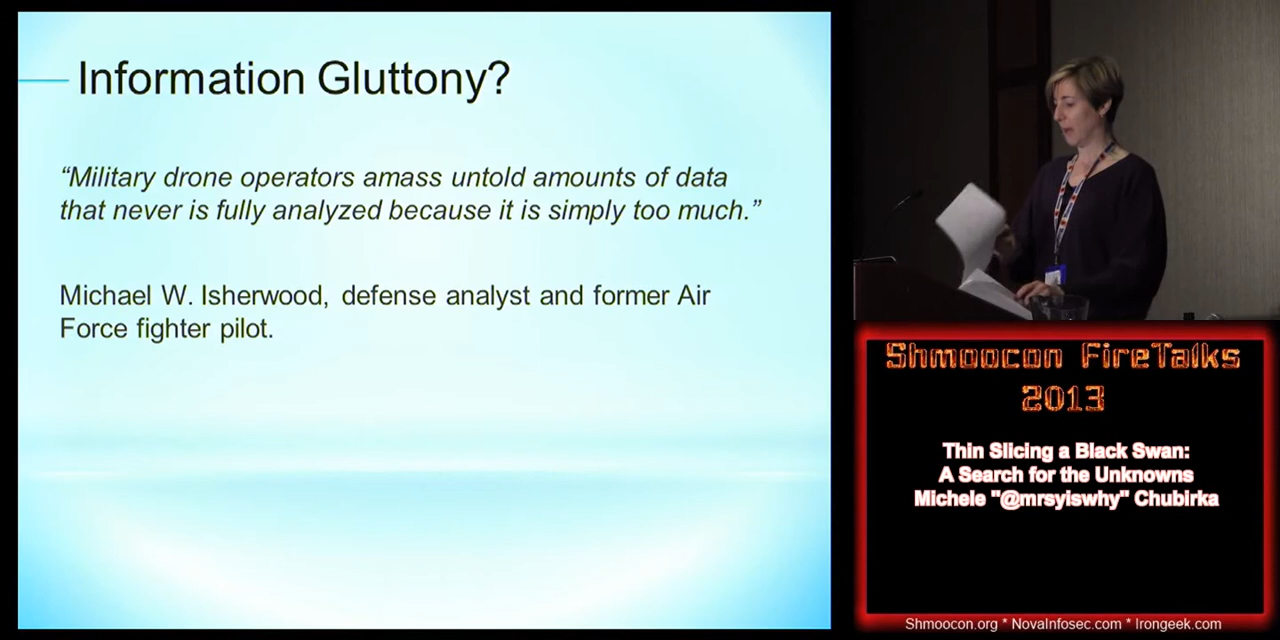 Information Gluttony?
“Military drone operators amass untold amounts of data
that never is fully analyzed because it is simply too much.”
Michael W. Isherwood, defense analyst and former Air
Force fighter pilot.
Shmoocon FireTalks
2013
Thin Slicing a Black Swan:
A Search for the Unknowns
Michele "@mrsyiswhy" Chubirka
Shmoocon.org * NovaInfosec.com * Irongeek.com